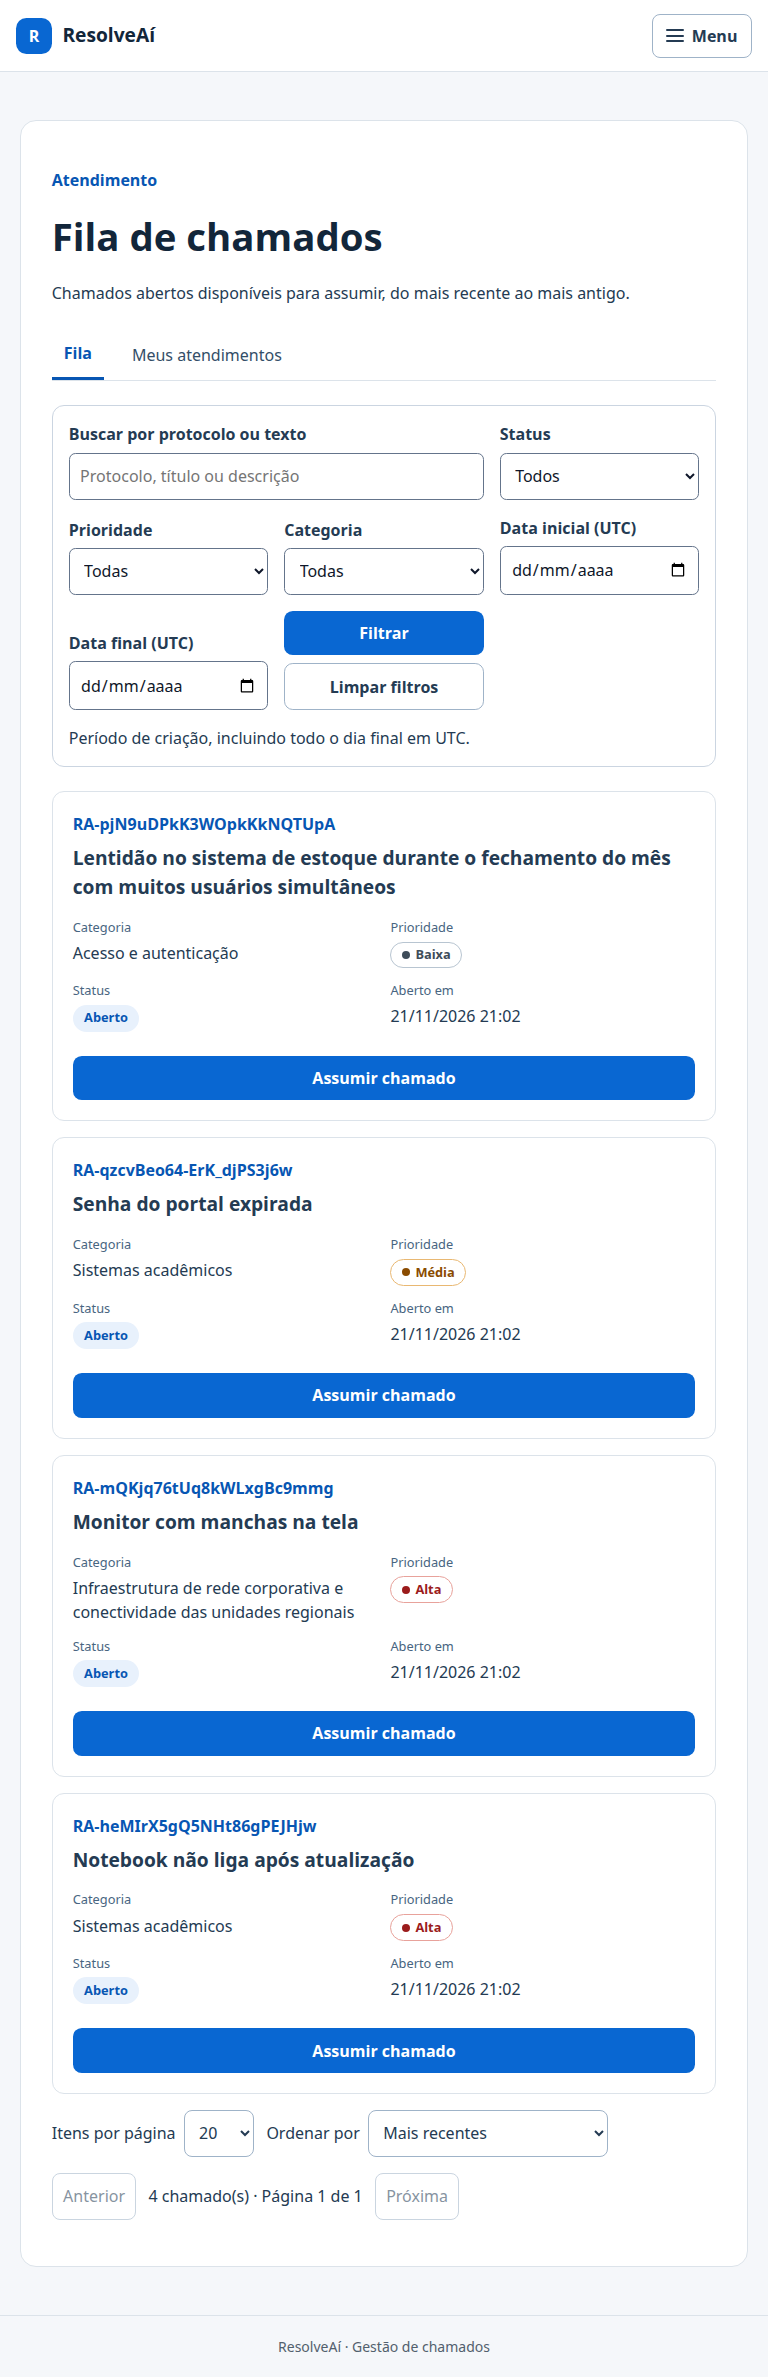 R ResolveAí
Menu
Atendimento
Fila de chamados
Chamados abertos disponíveis para assumir, do mais recente ao mais antigo.
Fila Meus atendimentos
Buscar por protocolo ou texto Status
Protocolo, título ou descrição Todos
Prioridade Categoria Data inicial (UTC)
Todas Todas dd/mm/aaaa
Data final (UTC) Filtrar
dd/mm/aaaa Limpar filtros
Período de criação, incluindo todo o dia final em UTC.
RA-pjN9uDPkK3WOpkKkNQTUpA
Lentidão no sistema de estoque durante o fechamento do mês
com muitos usuários simultâneos
Categoria Prioridade
Acesso e autenticação Baixa
Status Aberto em
Aberto 21/11/2026 21:02
Assumir chamado
RA-qzcvBeo64-ErK_djPS3j6w
Senha do portal expirada
Categoria Prioridade
Sistemas acadêmicos Média
Status Aberto em
Aberto 21/11/2026 21:02
Assumir chamado
RA-mQKjq76tUq8kWLxgBc9mmg
Monitor com manchas na tela
Categoria Prioridade
Infraestrutura de rede corporativa e Alta
conectividade das unidades regionais
Status Aberto em
Aberto 21/11/2026 21:02
Assumir chamado
RA-heMIrX5gQ5NHt86gPEJHjw
Notebook não liga após atualização
Categoria Prioridade
Sistemas acadêmicos Alta
Status Aberto em
Aberto 21/11/2026 21:02
Assumir chamado
Itens por página 20 Ordenar por Mais recentes
Anterior 4 chamado(s) · Página 1 de 1 Próxima
ResolveAí · Gestão de chamados